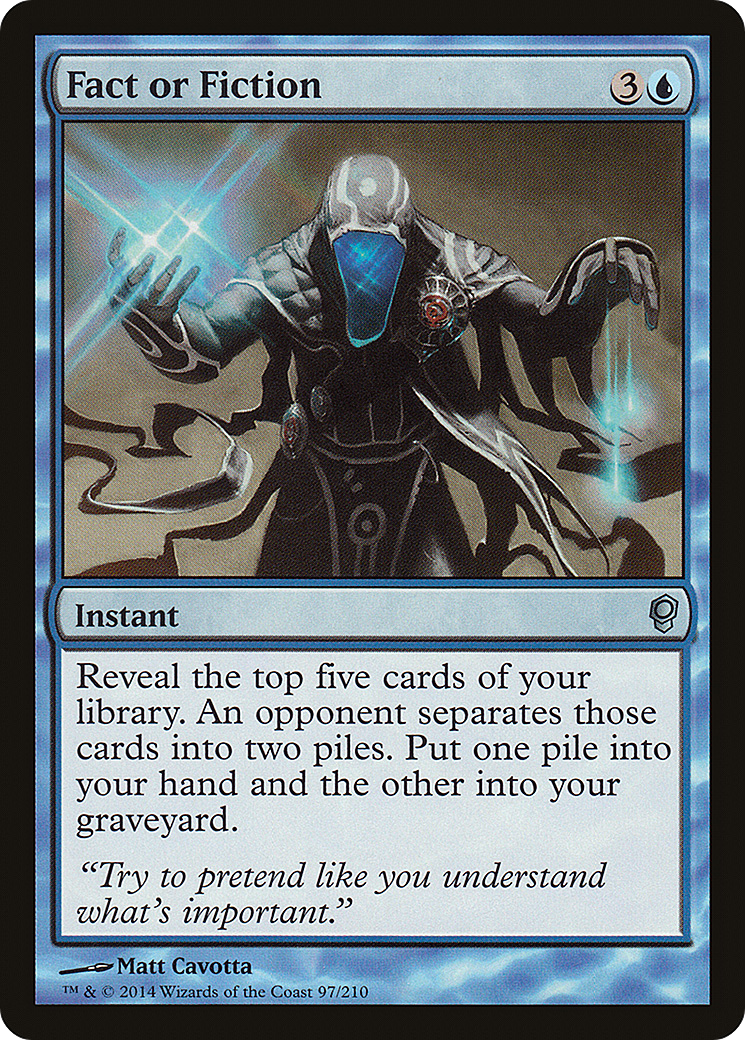 Fact or Fiction 3
Instant
Reveal the top five cards of your
library. An opponent separates those
cards into two piles. Put one pile into
your hand and the other into your
graveyard.
“Try to pretend like you understand
what’s important.”
Matt Cavotta
™ & © 2014 Wizards of the Coast 97/210